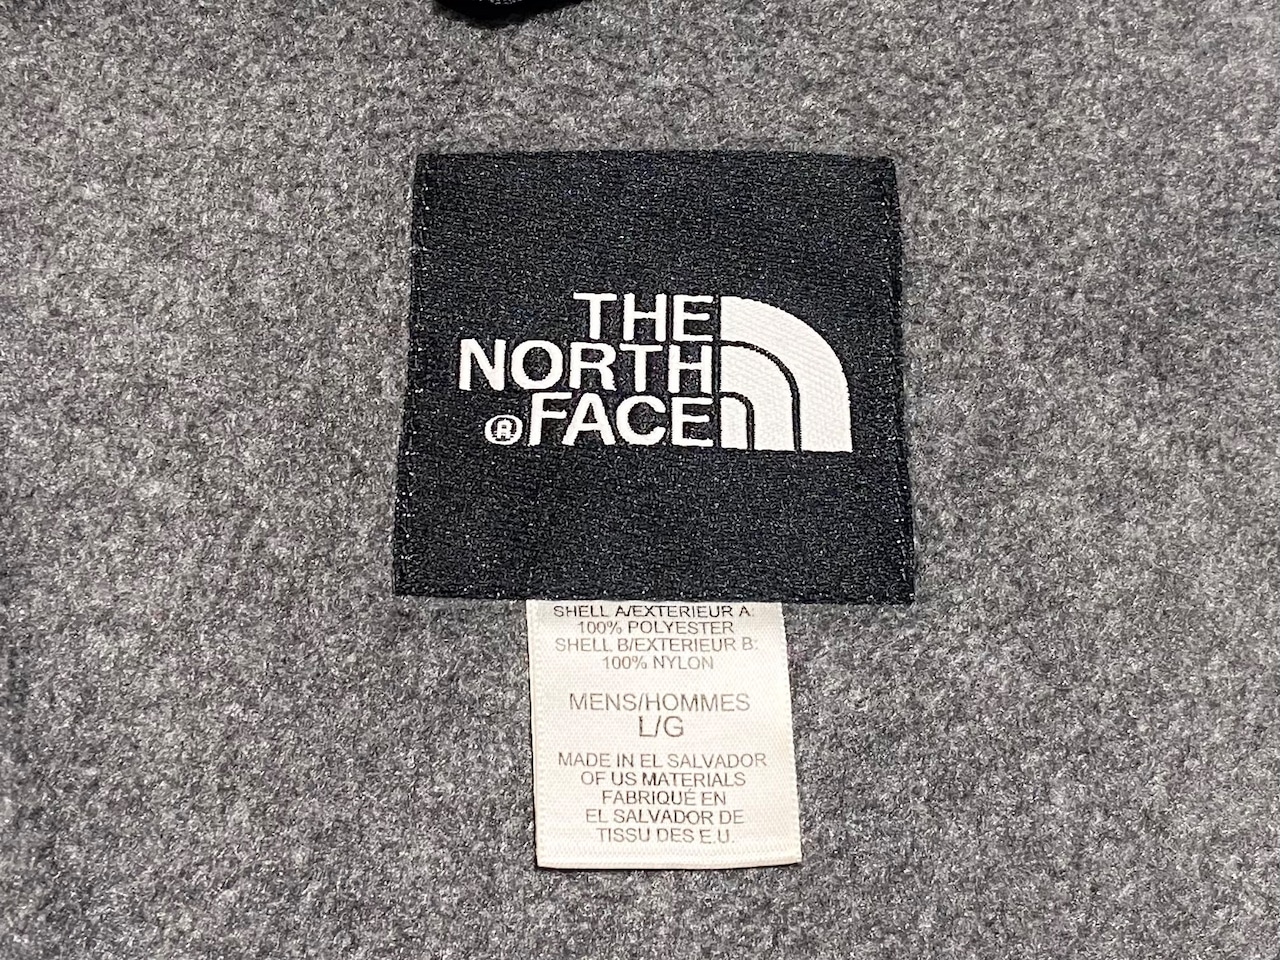 THE
NORTH
®FACE
SHELL A/EXTERIEUR A:
100% POLYESTER
SHELL B/EXTERIEUR B:
100% NYLON
MENS/HOMMES
L/G
MADE IN EL SALVADOR
OF US MATERIALS
FABRIQUÉ EN
EL SALVADOR DE
TISSU DES E.U.